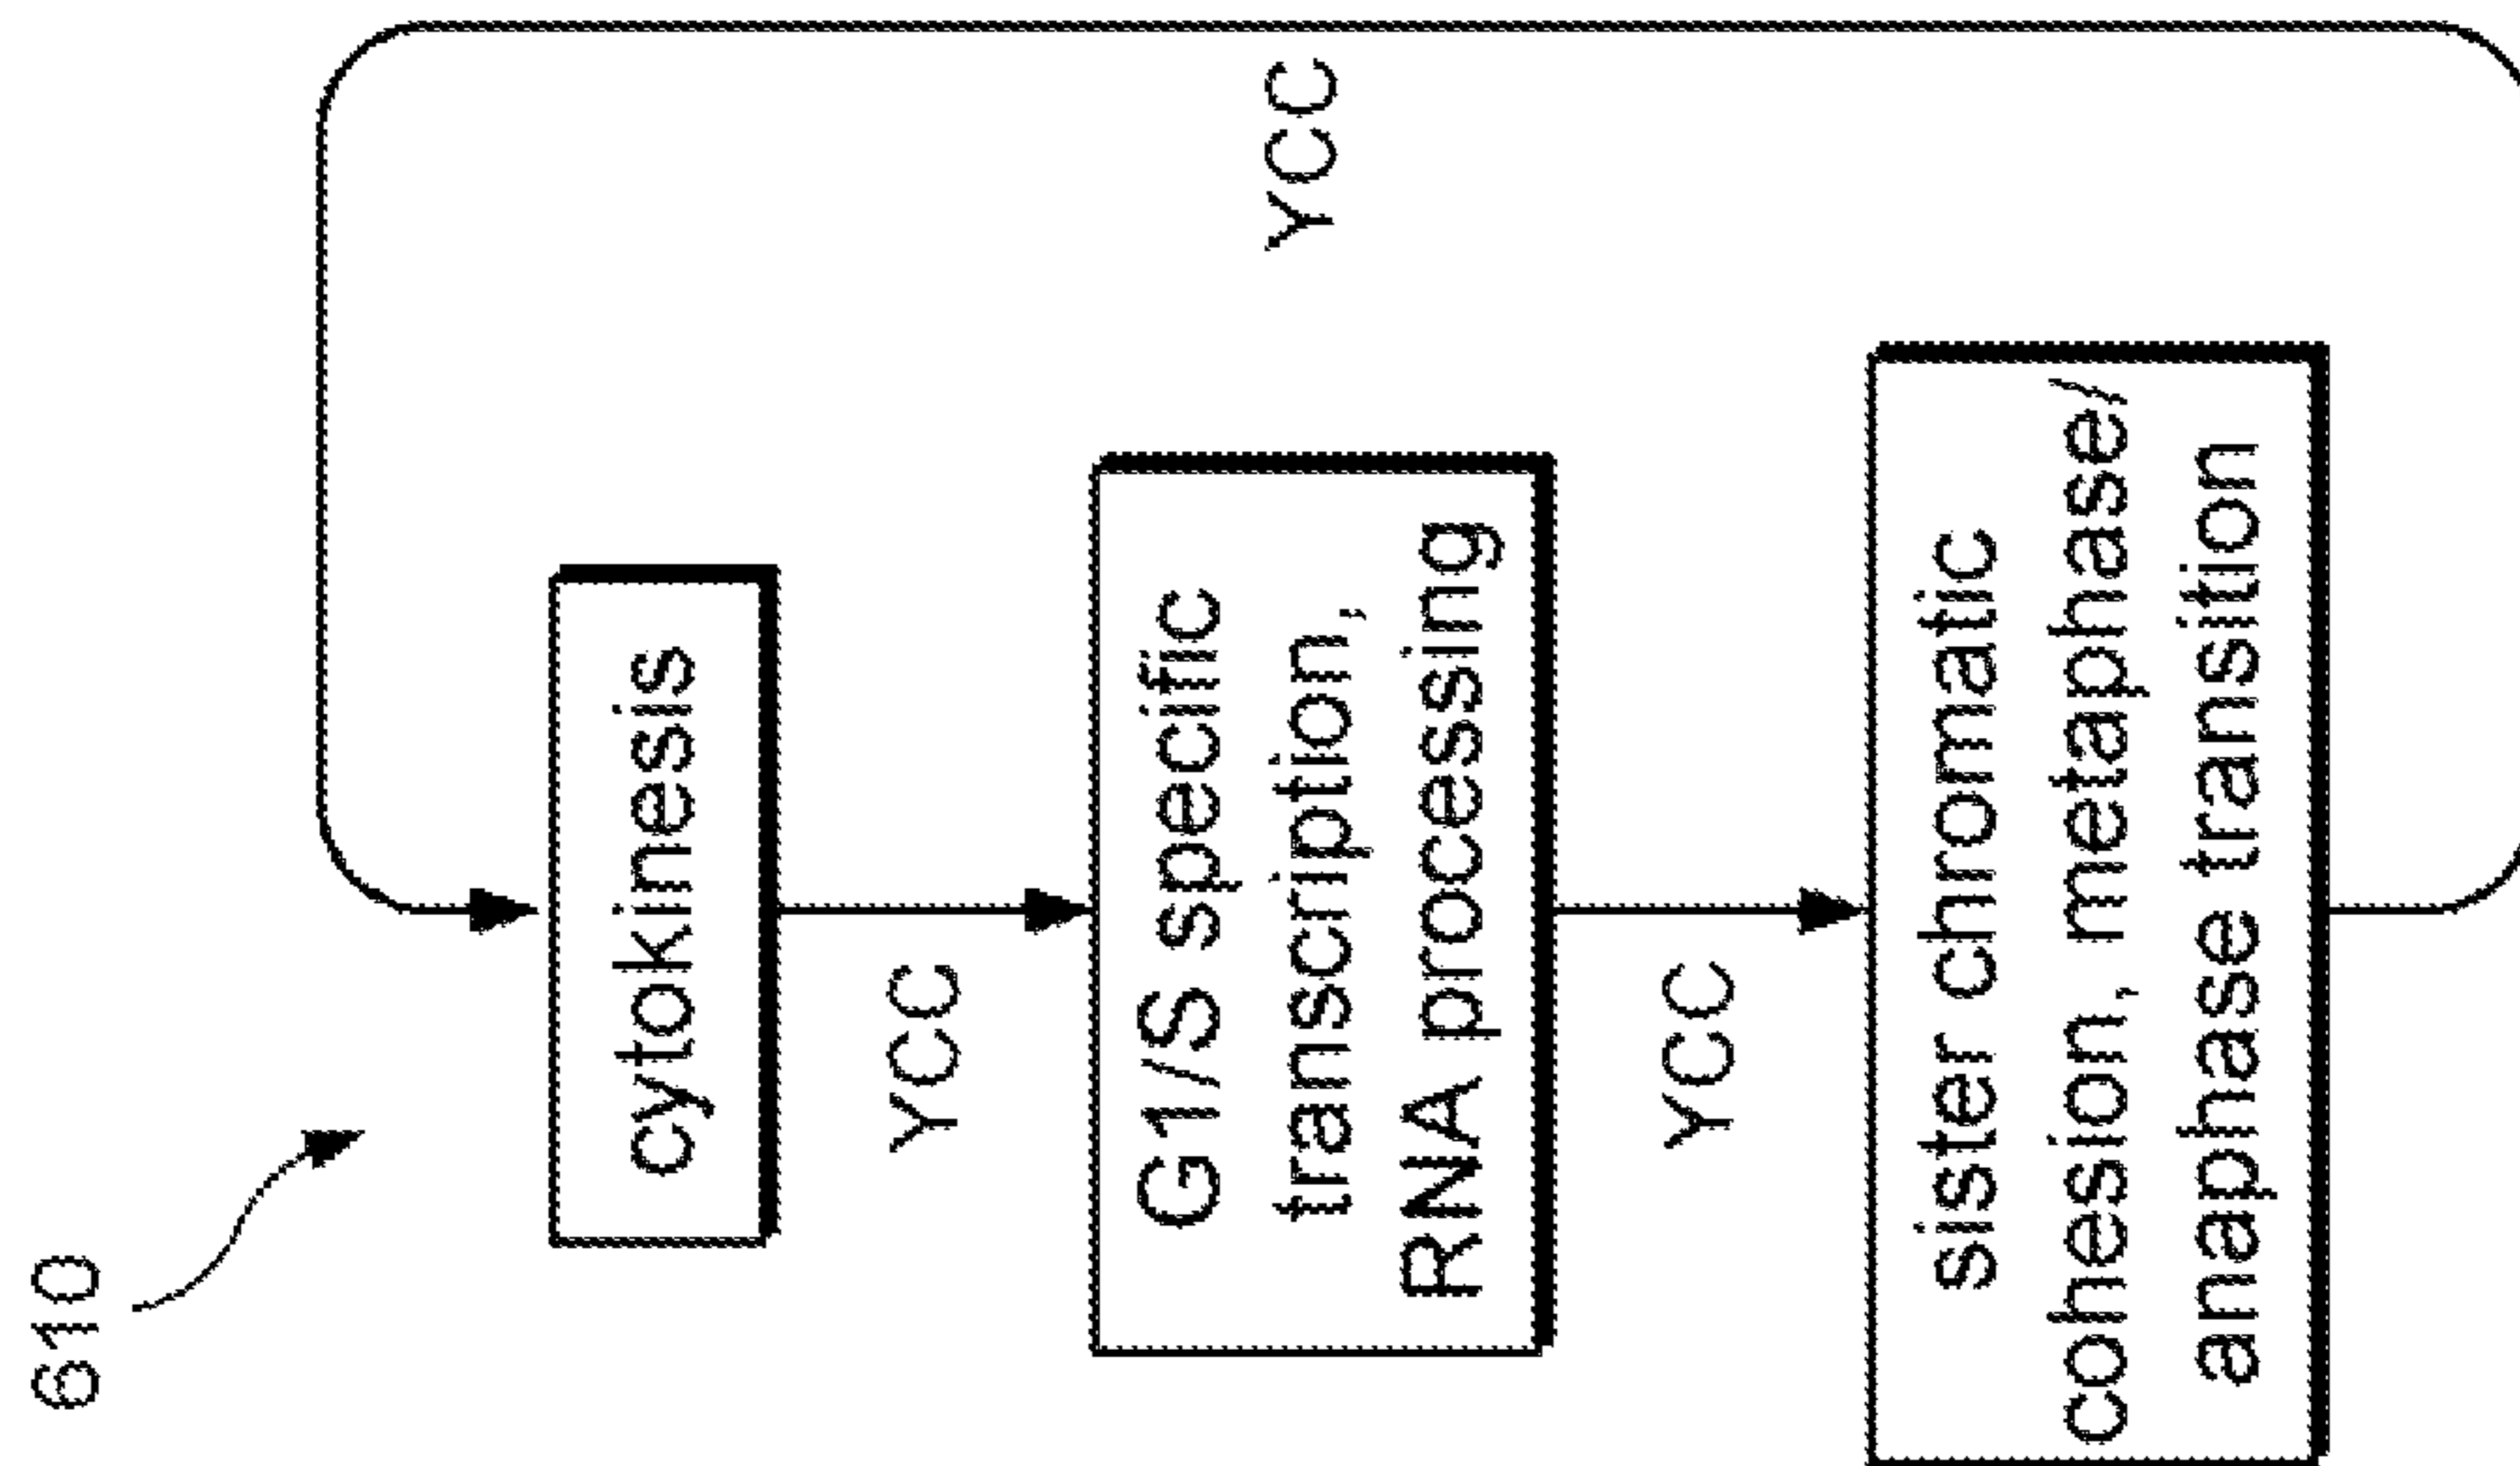 610
cytokinesis
YCC
G1/S specific
transcription,
RNA processing
YCC
YCC
sister chromatic
cohesion, metaphase/
anaphase transition